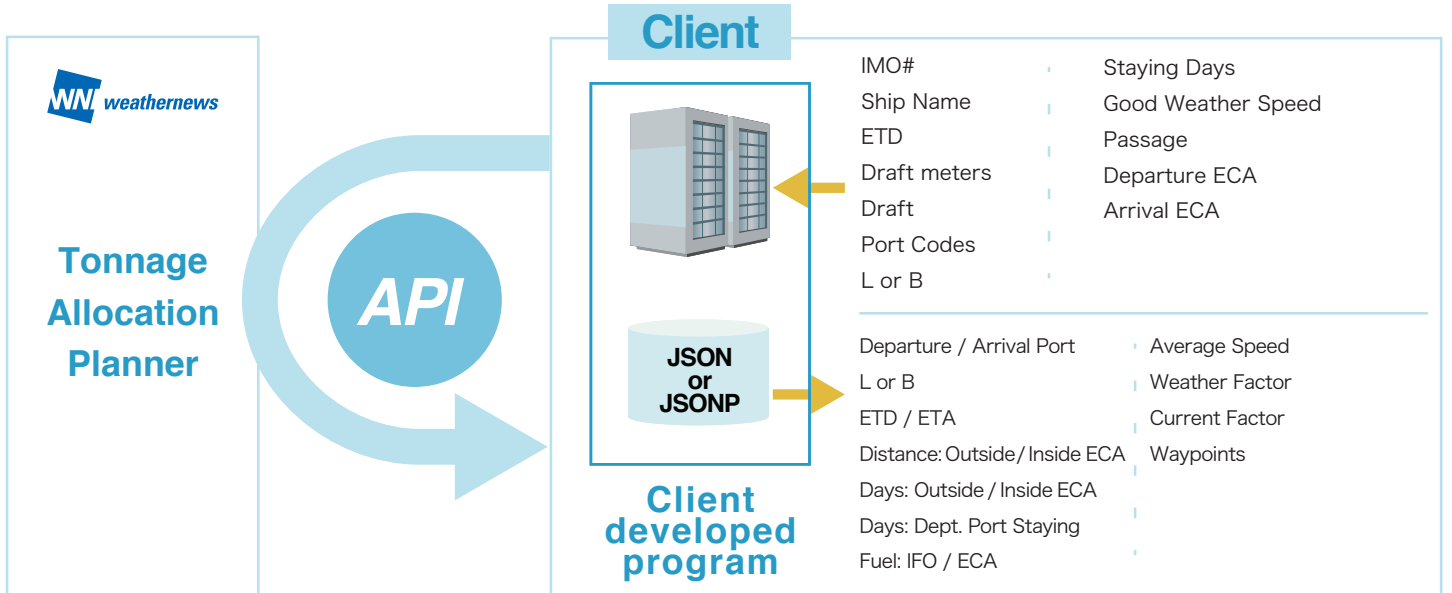 WNI weathernews
Tonnage
Allocation
Planner
API
Client
JSON
or
JSONP
Client
developed
program
IMO#
Ship Name
ETD
Draft meters
Draft
Port Codes
L or B
Staying Days
Good Weather Speed
Passage
Departure ECA
Arrival ECA
Departure / Arrival Port
L or B
ETD / ETA
Distance: Outside / Inside ECA
Days: Outside / Inside ECA
Days: Dept. Port Staying
Fuel: IFO / ECA
Average Speed
Weather Factor
Current Factor
Waypoints